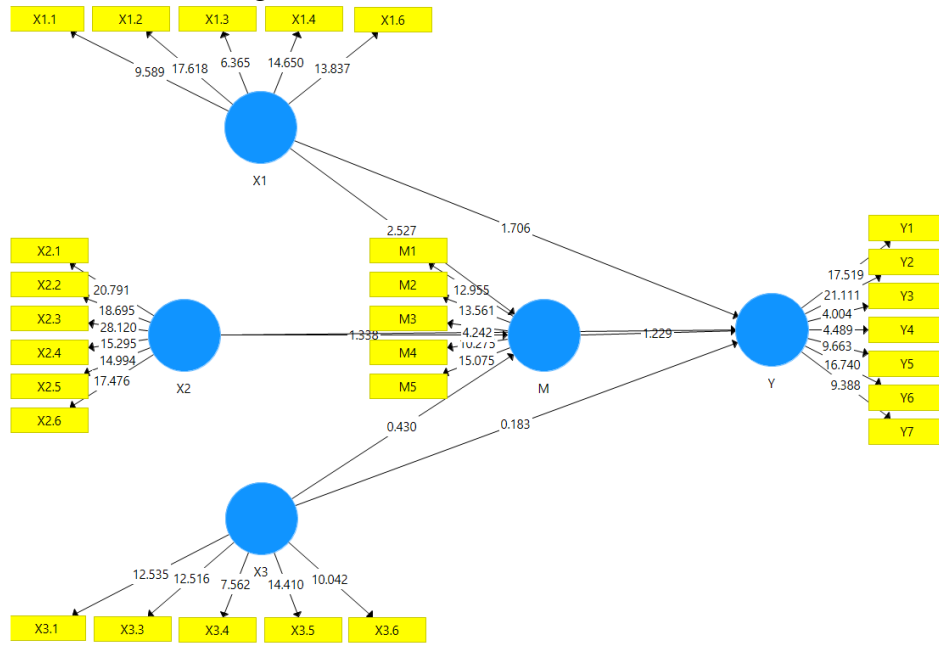 X1.1 X1.2 X1.3 X1.4 X1.6
9.589 17.618 6.365 14.650 13.837
X1
2.527
1.706
X2.1
X2.2
X2.3
X2.4
X2.5
X2.6
20.791
18.695
28.120
15.295
14.994
17.476
X2
1.338
M1
M2
M3
M4
M5
12.955
13.561
4.242
10.275
15.075
M
1.229
Y1
Y2
Y3
Y4
Y5
Y6
Y7
17.519
21.111
4.004
4.489
9.663
16.740
9.388
Y
0.430
0.183
X3
12.535 12.516 7.562 14.410 10.042
X3.1 X3.3 X3.4 X3.5 X3.6